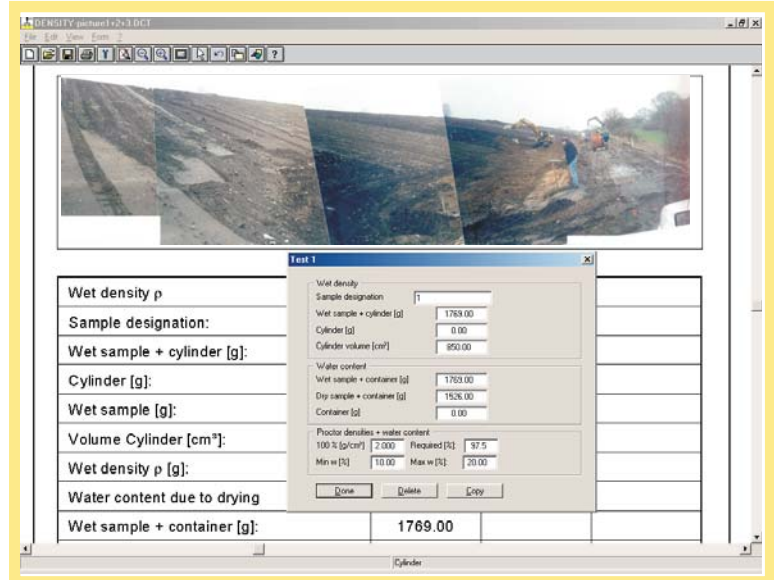 DENSITY-picture1+2+3.DCT
File Edit View Form ?
Test 1
Wet density
Sample designation 1
Wet sample + cylinder [g] 1769.00
Cylinder [g] 0.00
Cylinder volume [cm³] 850.00
Water content
Wet sample + container [g] 1769.00
Dry sample + container [g] 1526.00
Container [g] 0.00
Proctor densities + water content
100 % [g/cm³] 2.000 Required [%]: 97.5
Min w [%] 10.00 Max w [%]: 20.00
Done Delete Copy
Wet density ρ
Sample designation:
Wet sample + cylinder [g]:
Cylinder [g]:
Wet sample [g]:
Volume Cylinder [cm³]:
Wet density ρ [g]:
Water content due to drying
Wet sample + container [g]: 1769.00
Cylinder